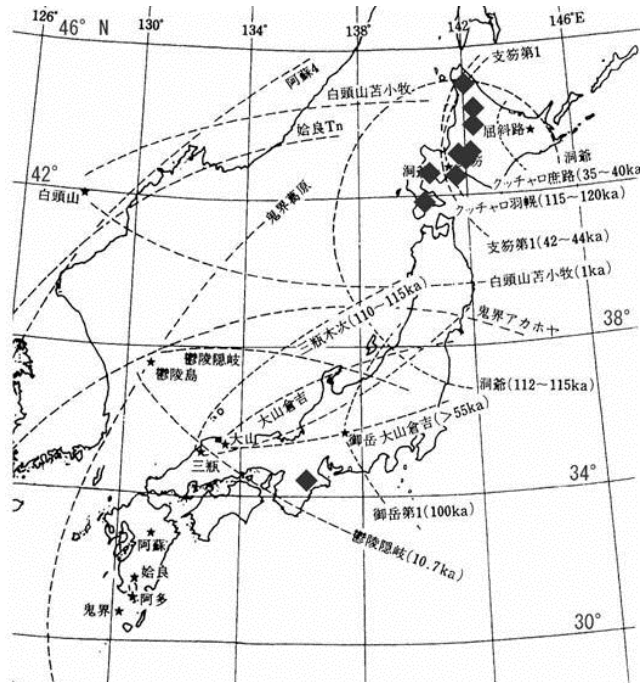 126°
46° N
130°
134°
138°
142°
146°E
支笏第1
阿蘇4
白頭山苫小牧
姶良Tn
屈斜路
洞爺
クッチャロ庶路(35~40ka)
クッチャロ羽幌(115~120ka)
支笏第1(42~44ka)
42°
白頭山
鬼界葛原
白頭山苫小牧(1ka)
三瓶木次(110~115ka)
鬼界アカホヤ
38°
鬱陵隠岐
鬱陵島
大山倉吉
洞爺(112~115ka)
大山
御岳
大山倉吉(>55ka)
三瓶
34°
御岳第1(100ka)
鬱陵隠岐(10.7ka)
阿蘇
姶良
阿多
鬼界
30°